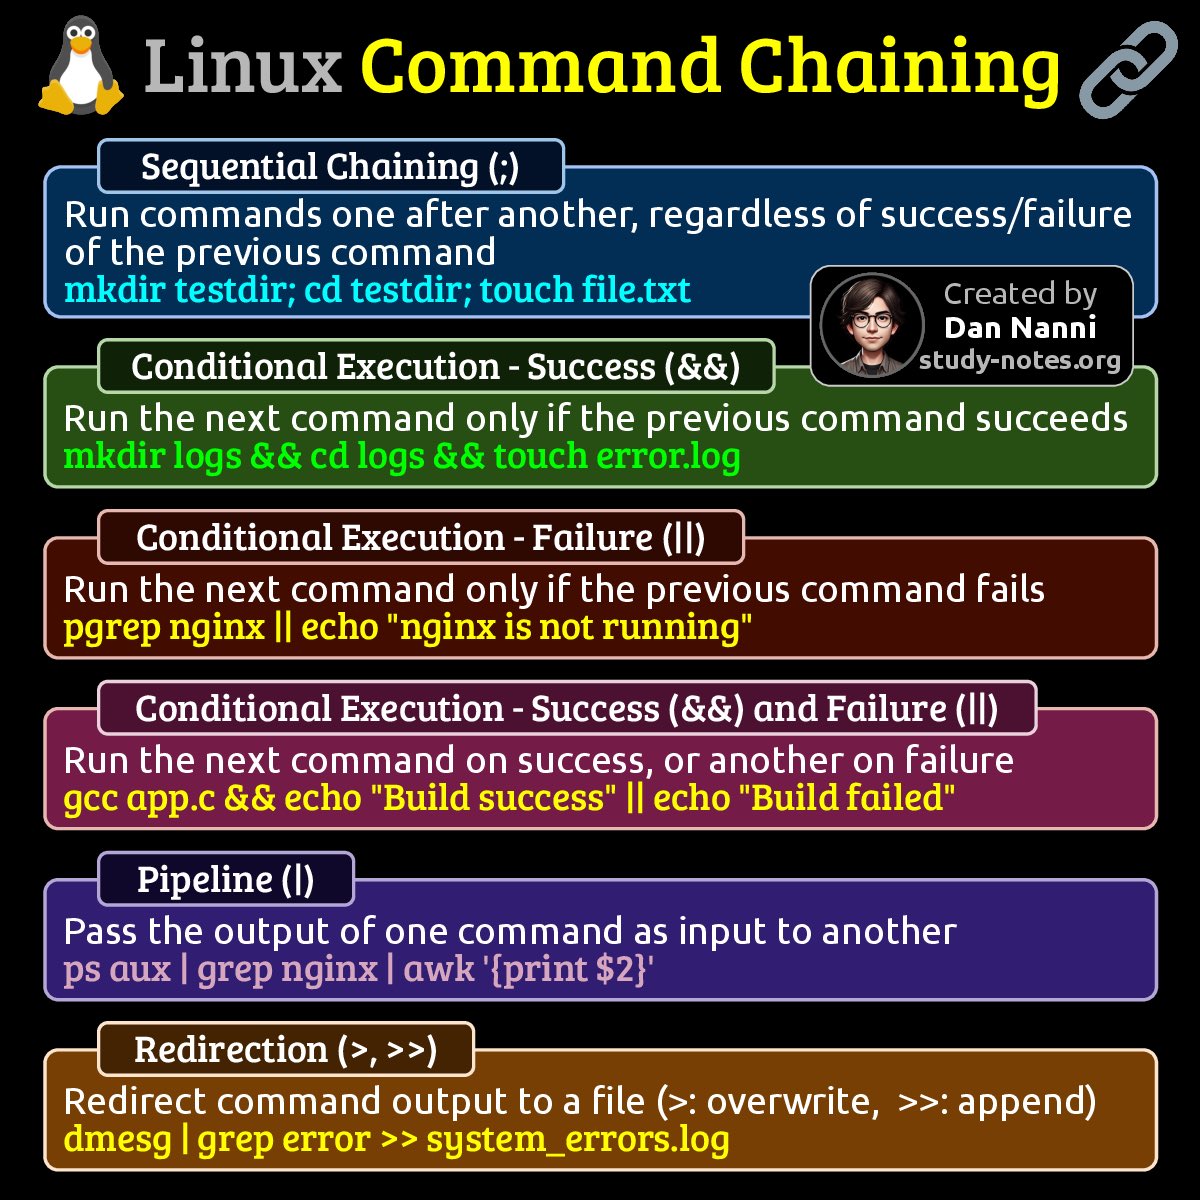 Linux Command Chaining
Sequential Chaining (;)
Run commands one after another, regardless of success/failure
of the previous command
mkdir testdir; cd testdir; touch file.txt
Created by
Dan Nanni
study-notes.org
Conditional Execution - Success (&&)
Run the next command only if the previous command succeeds
mkdir logs && cd logs && touch error.log
Conditional Execution - Failure (||)
Run the next command only if the previous command fails
pgrep nginx || echo "nginx is not running"
Conditional Execution - Success (&&) and Failure (||)
Run the next command on success, or another on failure
gcc app.c && echo "Build success" || echo "Build failed"
Pipeline (|)
Pass the output of one command as input to another
ps aux | grep nginx | awk '{print $2}'
Redirection (>, >>)
Redirect command output to a file (>: overwrite,  >>: append)
dmesg | grep error >> system_errors.log